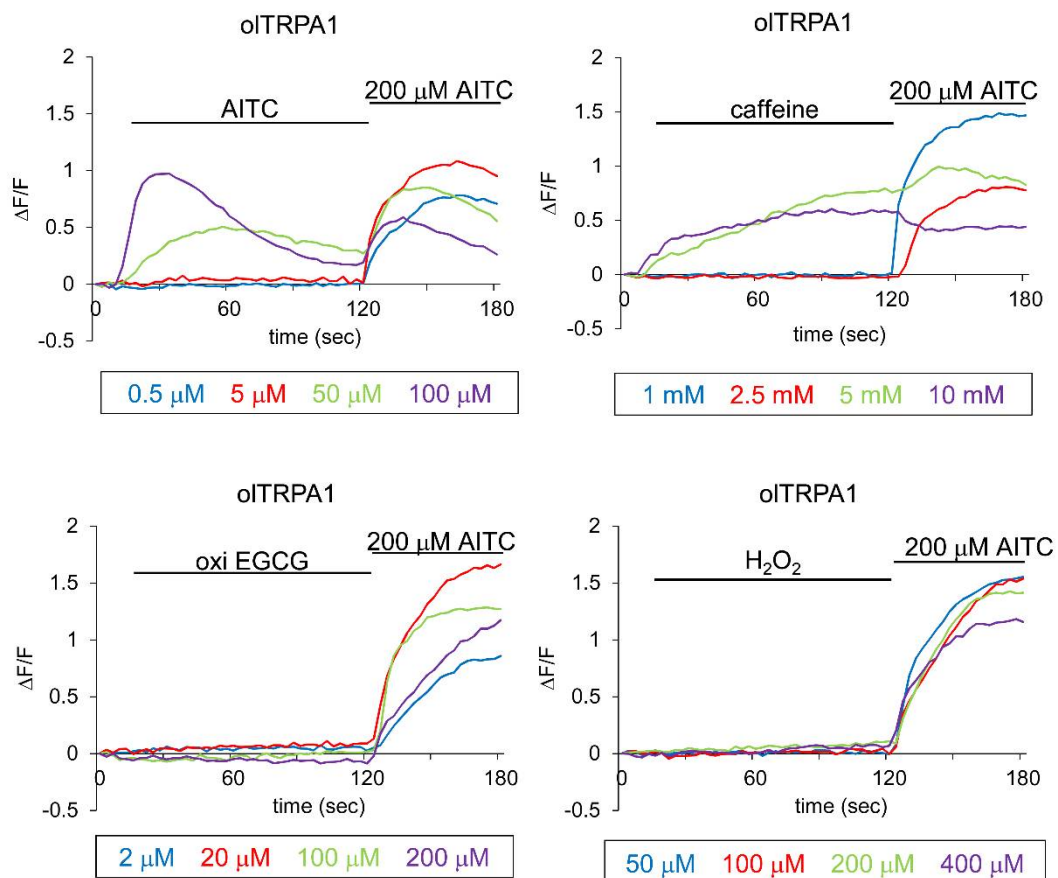 olTRPA1
2
1.5
1
0.5
0
-0.5
ΔF/F
AITC
200 μM AITC
0
60
120
180
time (sec)
0.5 μM 5 μM 50 μM 100 μM
olTRPA1
2
1.5
1
0.5
0
-0.5
ΔF/F
caffeine
200 μM AITC
0
60
120
180
time (sec)
1 mM 2.5 mM 5 mM 10 mM
olTRPA1
2
1.5
1
0.5
0
-0.5
ΔF/F
oxi EGCG
200 μM AITC
0
60
120
180
time (sec)
2 μM 20 μM 100 μM 200 μM
olTRPA1
2
1.5
1
0.5
0
-0.5
ΔF/F
H₂O₂
200 μM AITC
0
60
120
180
time (sec)
50 μM 100 μM 200 μM 400 μM